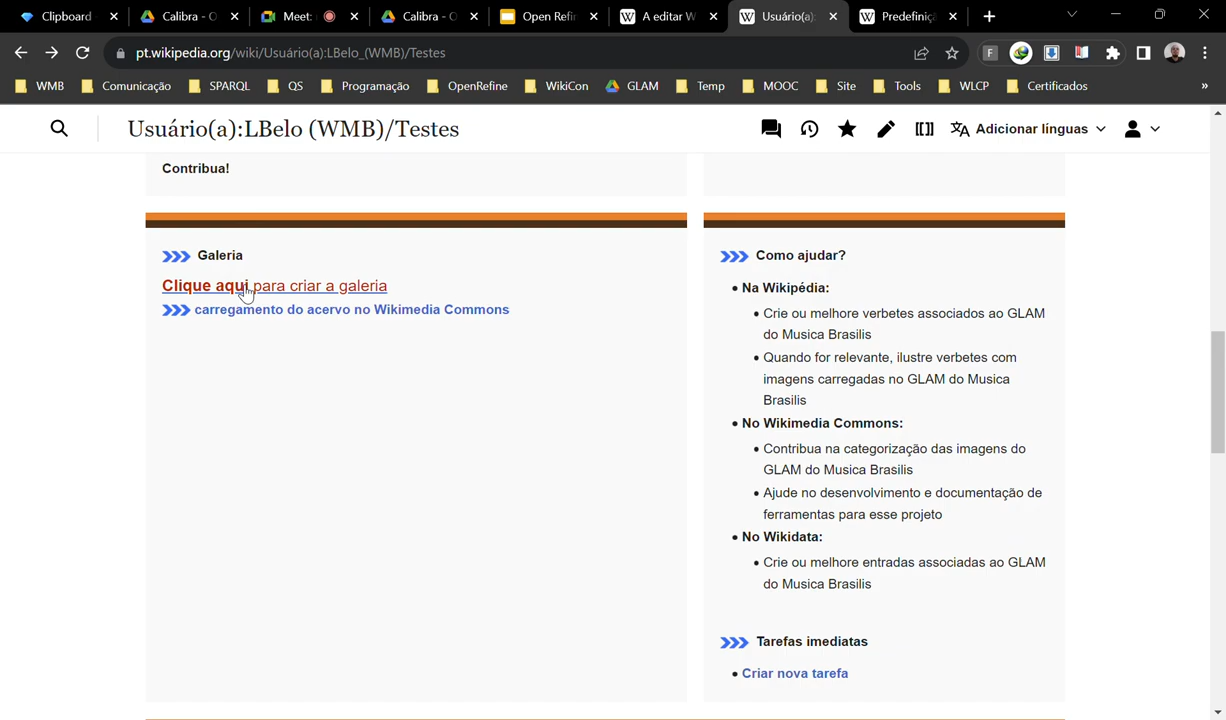 Clipboard
Calibra - O
Meet:
Calibra - O
Open Refin
A editar W
Usuário(a):
Predefiniçã
pt.wikipedia.org/wiki/Usuário(a):LBelo_(WMB)/Testes
WMB
Comunicação
SPARQL
QS
Programação
OpenRefine
WikiCon
GLAM
Temp
MOOC
Site
Tools
WLCP
Certificados
»
Usuário(a):LBelo (WMB)/Testes
Adicionar línguas
Contribua!
Galeria
Clique aqui para criar a galeria
carregamento do acervo no Wikimedia Commons
Como ajudar?
• Na Wikipédia:
• Crie ou melhore verbetes associados ao GLAM
do Musica Brasilis
• Quando for relevante, ilustre verbetes com
imagens carregadas no GLAM do Musica
Brasilis
• No Wikimedia Commons:
• Contribua na categorização das imagens do
GLAM do Musica Brasilis
• Ajude no desenvolvimento e documentação de
ferramentas para esse projeto
• No Wikidata:
• Crie ou melhore entradas associadas ao GLAM
do Musica Brasilis
Tarefas imediatas
• Criar nova tarefa